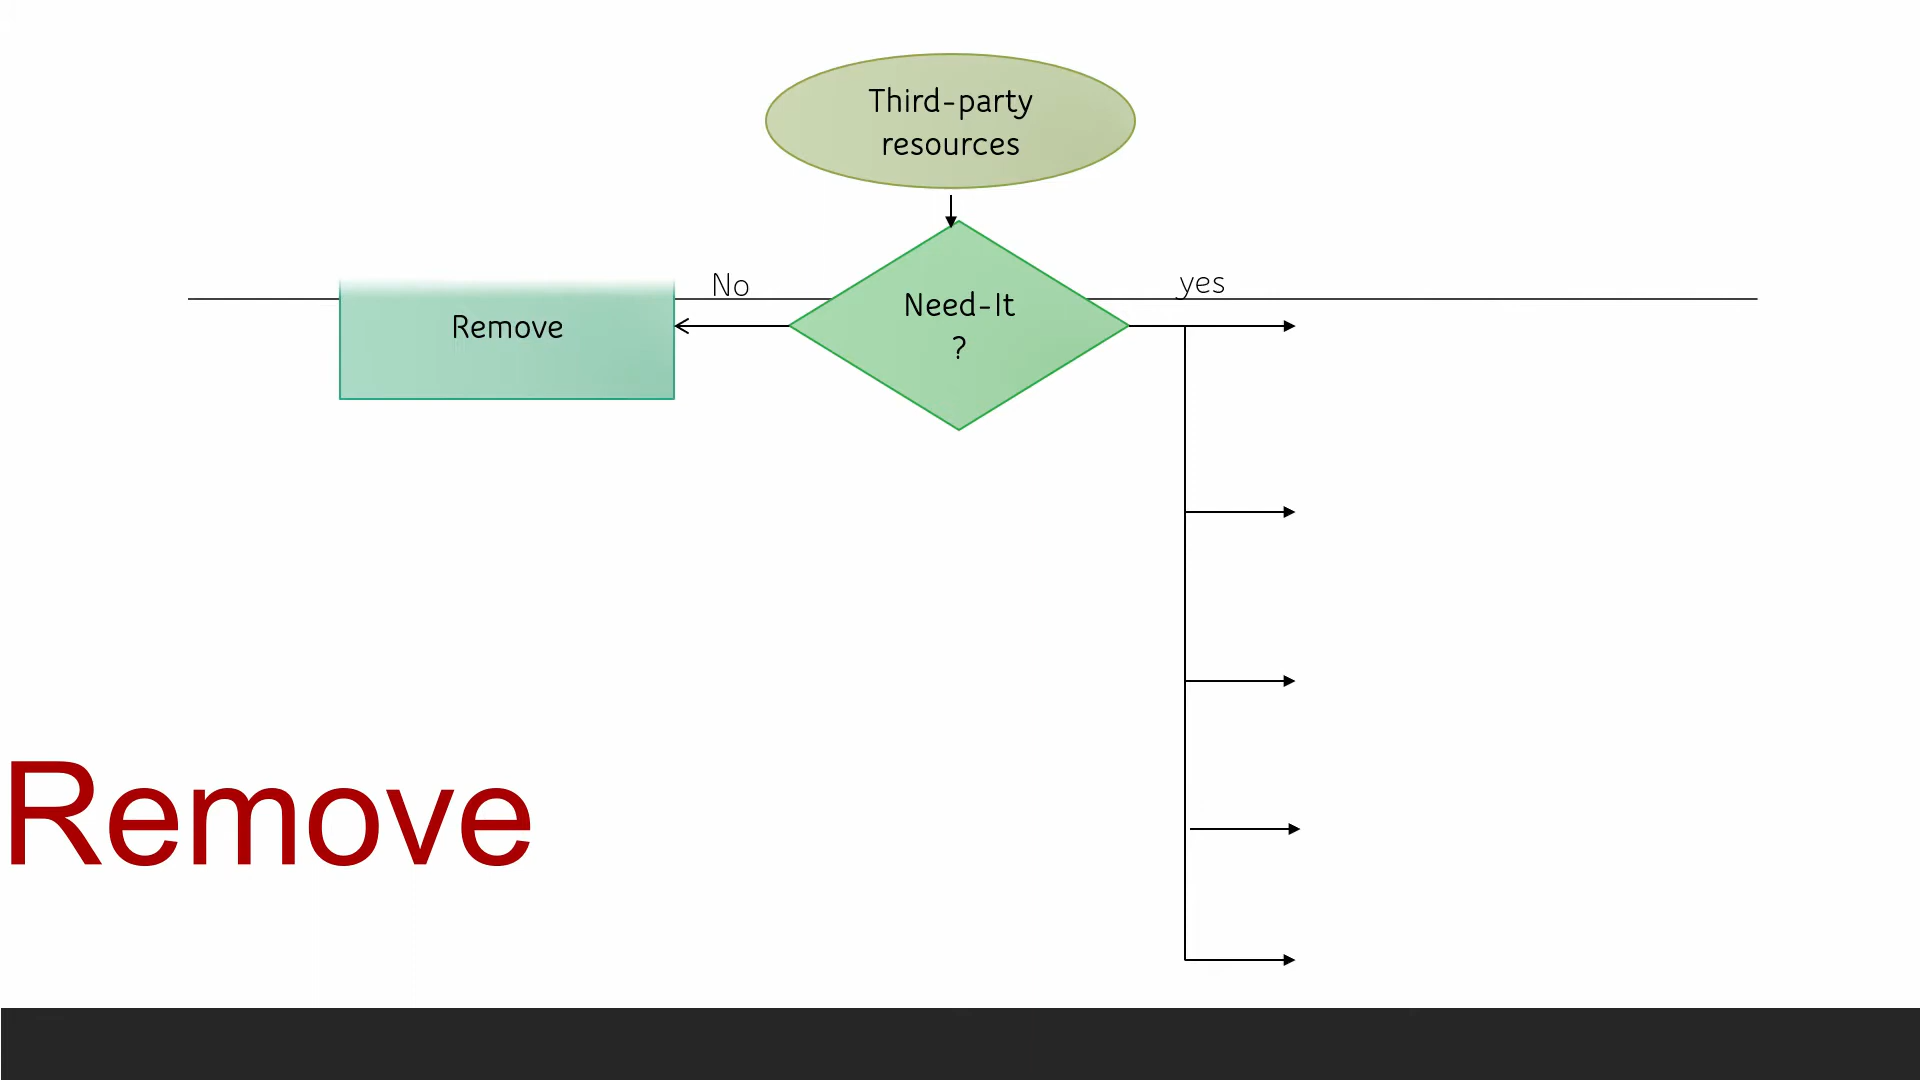 Third-party
resources
No
yes
Need-It
?
Remove
Remove